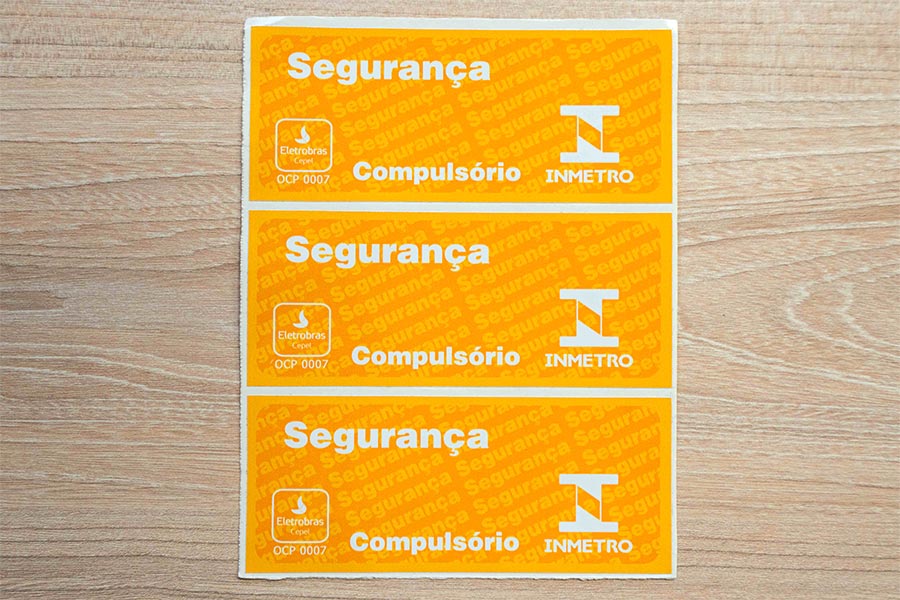 Segurança
Eletrobras
Cepel
OCP 0007
Compulsório
INMETRO
Segurança
Eletrobras
Cepel
OCP 0007
Compulsório
INMETRO
Segurança
Eletrobras
Cepel
OCP 0007
Compulsório
INMETRO